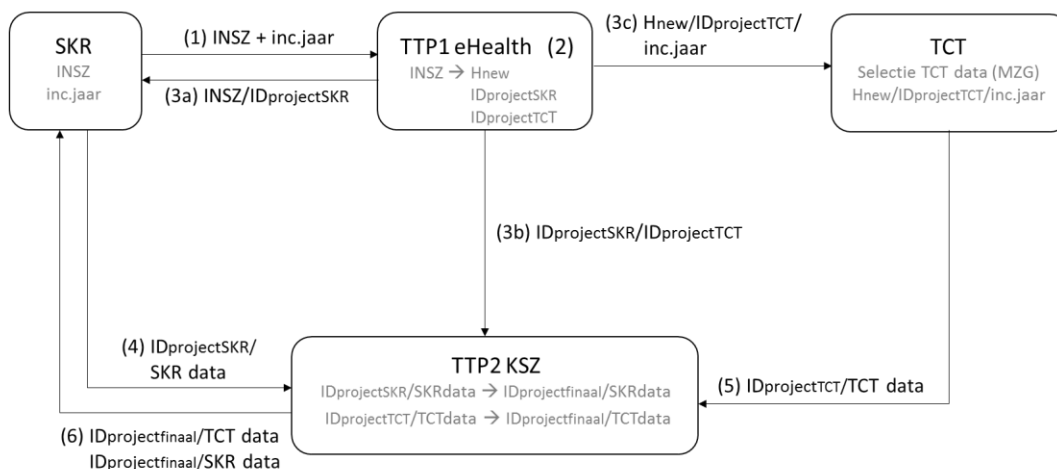 SKR
INSZ
inc.jaar
(1) INSZ + inc.jaar
(3a) INSZ/IDprojectSKR
TTP1 eHealth (2)
INSZ → Hnew
IDprojectSKR
IDprojectTCT
(3c) Hnew/IDprojectTCT/
inc.jaar
TCT
Selectie TCT data (MZG)
Hnew/IDprojectTCT/inc.jaar
(3b) IDprojectSKR/IDprojectTCT
(4) IDprojectSKR/
SKR data
TTP2 KSZ
IDprojectSKR/SKRdata → IDprojectfinaal/SKRdata
IDprojectTCT/TCTdata → IDprojectfinaal/TCTdata
(5) IDprojectTCT/TCT data
(6) IDprojectfinaal/TCT data
IDprojectfinaal/SKR data